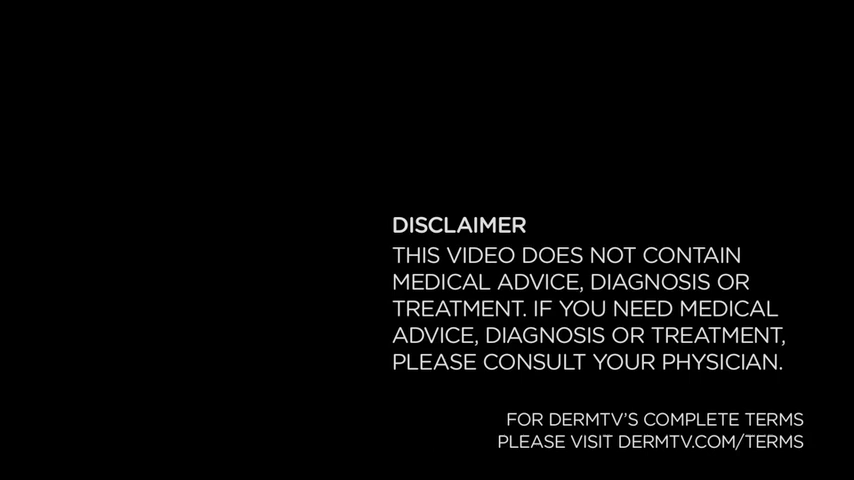 DISCLAIMER
THIS VIDEO DOES NOT CONTAIN
MEDICAL ADVICE, DIAGNOSIS OR
TREATMENT. IF YOU NEED MEDICAL
ADVICE, DIAGNOSIS OR TREATMENT,
PLEASE CONSULT YOUR PHYSICIAN.
FOR DERMTV'S COMPLETE TERMS
PLEASE VISIT DERMTV.COM/TERMS